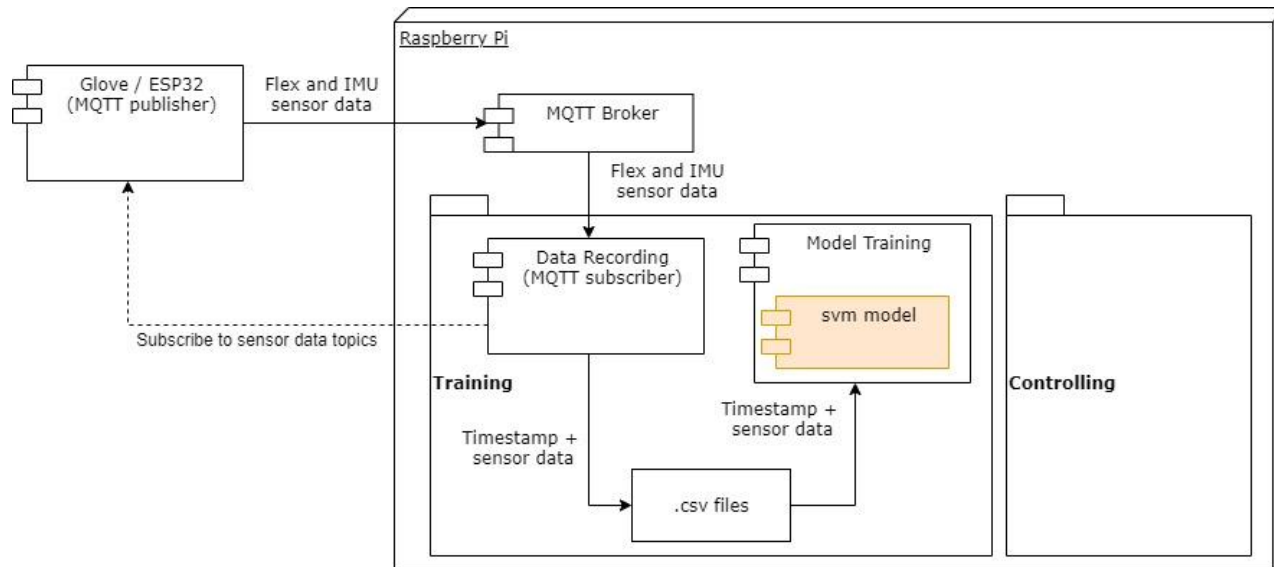 Raspberry Pi
Glove / ESP32
(MQTT publisher)
Flex and IMU
sensor data
MQTT Broker
Flex and IMU
sensor data
Data Recording
(MQTT subscriber)
Model Training
svm model
Subscribe to sensor data topics
Training
Controlling
Timestamp +
sensor data
Timestamp +
sensor data
.csv files